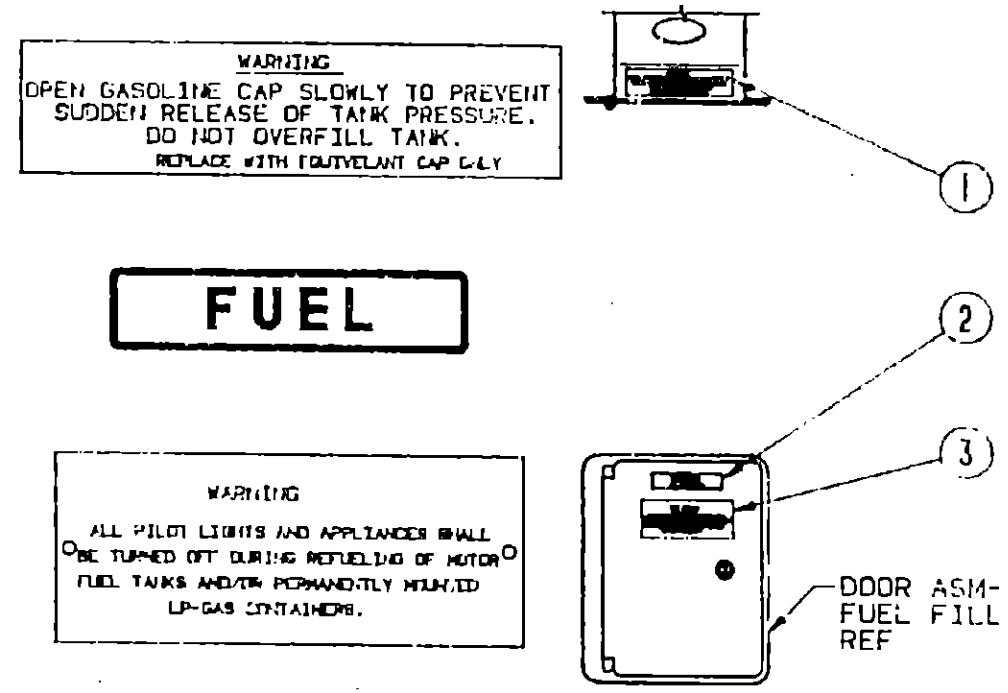 WARNING
OPEN GASOLINE CAP SLOWLY TO PREVENT
SUDDEN RELEASE OF TANK PRESSURE.
DO NOT OVERFILL TANK.
REPLACE WITH EQUIVELANT CAP ONLY
1
FUEL
2
3
WARNING
ALL PILOT LIGHTS AND APPLIANCES SHALL
BE TURNED OFF DURING REFUELING OF MOTOR
FUEL TANKS AND/OR PERMANENTLY MOUNTED
LP-GAS CONTAINERS.
DOOR ASM-
FUEL FILL
REF